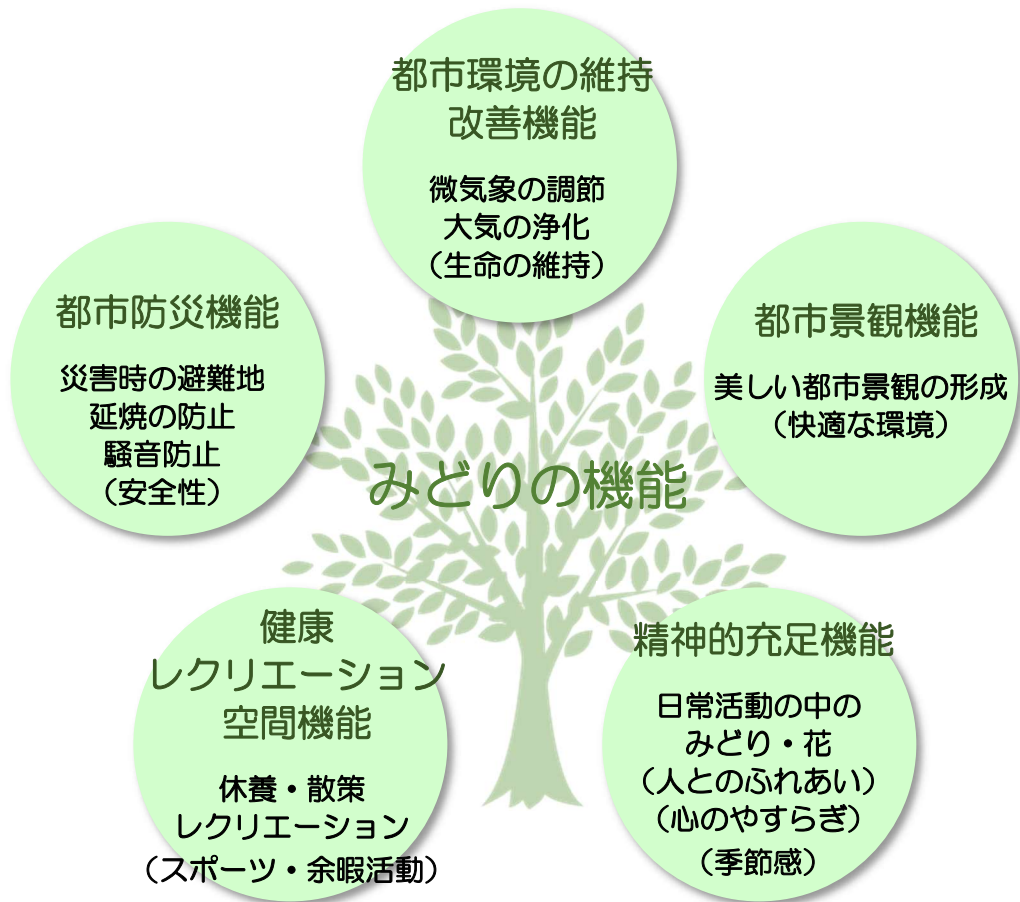 都市環境の維持
改善機能
微気象の調節
大気の浄化
（生命の維持）
都市防災機能
災害時の避難地
延焼の防止
騒音防止
（安全性）
都市景観機能
美しい都市景観の形成
（快適な環境）
みどりの機能
健康
レクリエーション
空間機能
休養・散策
レクリエーション
（スポーツ・余暇活動）
精神的充足機能
日常活動の中の
みどり・花
（人とのふれあい）
（心のやすらぎ）
（季節感）